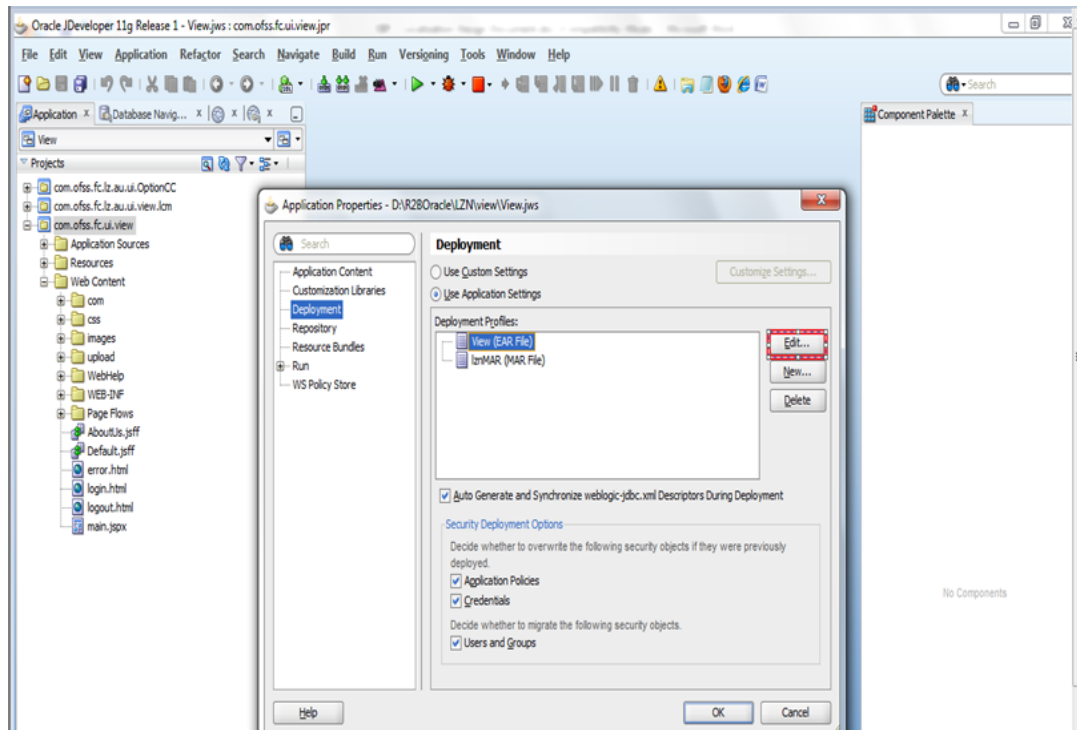 Oracle JDeveloper 11g Release 1 - View.jws : com.ofss.fc.ui.view.jpr
File Edit View Application Refactor Search Navigate Build Run Versioning Tools Window Help
Search
Application x Database Navig... x x x
Component Palette x
View
Projects
com.ofss.fc.lz.au.ui.OptionCC
com.ofss.fc.lz.au.ui.view.lcm
com.ofss.fc.ui.view
Application Sources
Resources
Web Content
com
css
images
upload
WebHelp
WEB-INF
Page Flows
AboutUs.jsff
Default.jsff
error.html
login.html
logout.html
main.jspx
Application Properties - D:\R2BOracle\LZN\view\View.jws
Search
Application Content
Customization Libraries
Deployment
Repository
Resource Bundles
Run
WS Policy Store
Deployment
Use Custom Settings
Customize Settings...
Use Application Settings
Deployment Profiles:
View (EAR File)
lznMAR (MAR File)
Edit...
New...
Delete
Auto Generate and Synchronize weblogic-jdbc.xml Descriptors During Deployment
Security Deployment Options
Decide whether to overwrite the following security objects if they were previously
deployed.
Application Policies
Credentials
Decide whether to migrate the following security objects.
Users and Groups
Help
OK
Cancel
No Components